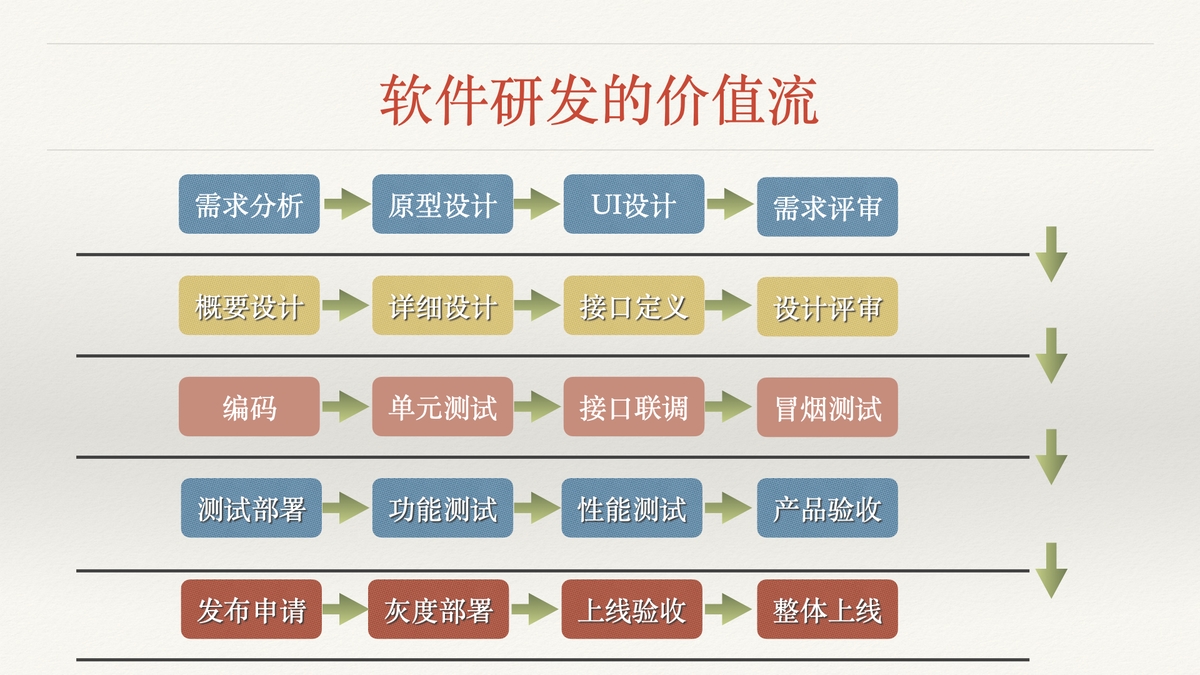 软件研发的价值流
需求分析 原型设计 UI设计 需求评审
概要设计 详细设计 接口定义 设计评审
编码 单元测试 接口联调 冒烟测试
测试部署 功能测试 性能测试 产品验收
发布申请 灰度部署 上线验收 整体上线